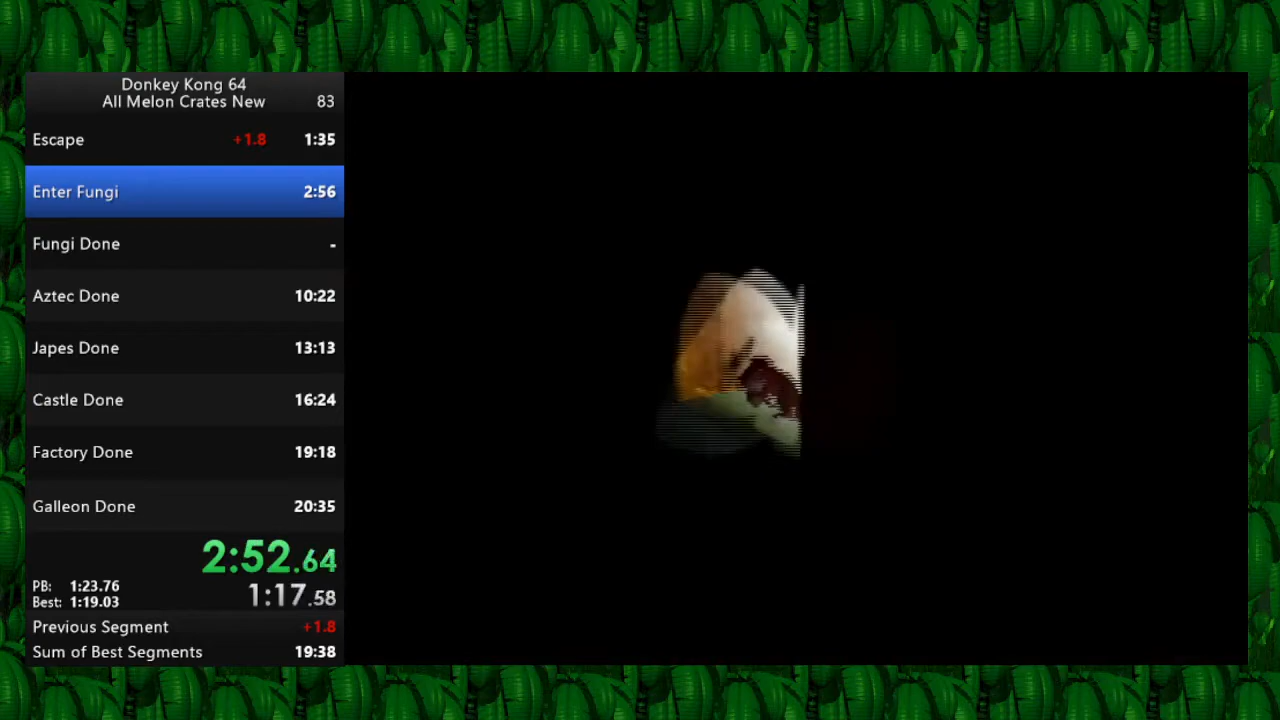 Donkey Kong 64
All Melon Crates New 83
Escape +1.8 1:35
Enter Fungi 2:56
Fungi Done -
Aztec Done 10:22
Japes Done 13:13
Castle Done 16:24
Factory Done 19:18
Galleon Done 20:35
2:52.64
PB: 1:23.76
Best: 1:19.03 1:17.58
Previous Segment +1.8
Sum of Best Segments 19:38